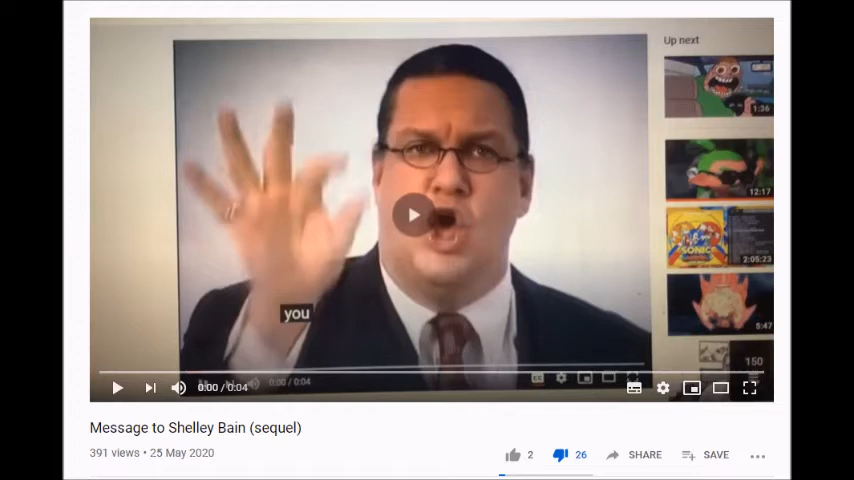 Up next
1:36
12:17
SONIC
2:05:23
5:47
you
150
0:00 / 0:04
0:00 / 0:04
Message to Shelley Bain (sequel)
391 views • 25 May 2020
2 26 SHARE SAVE